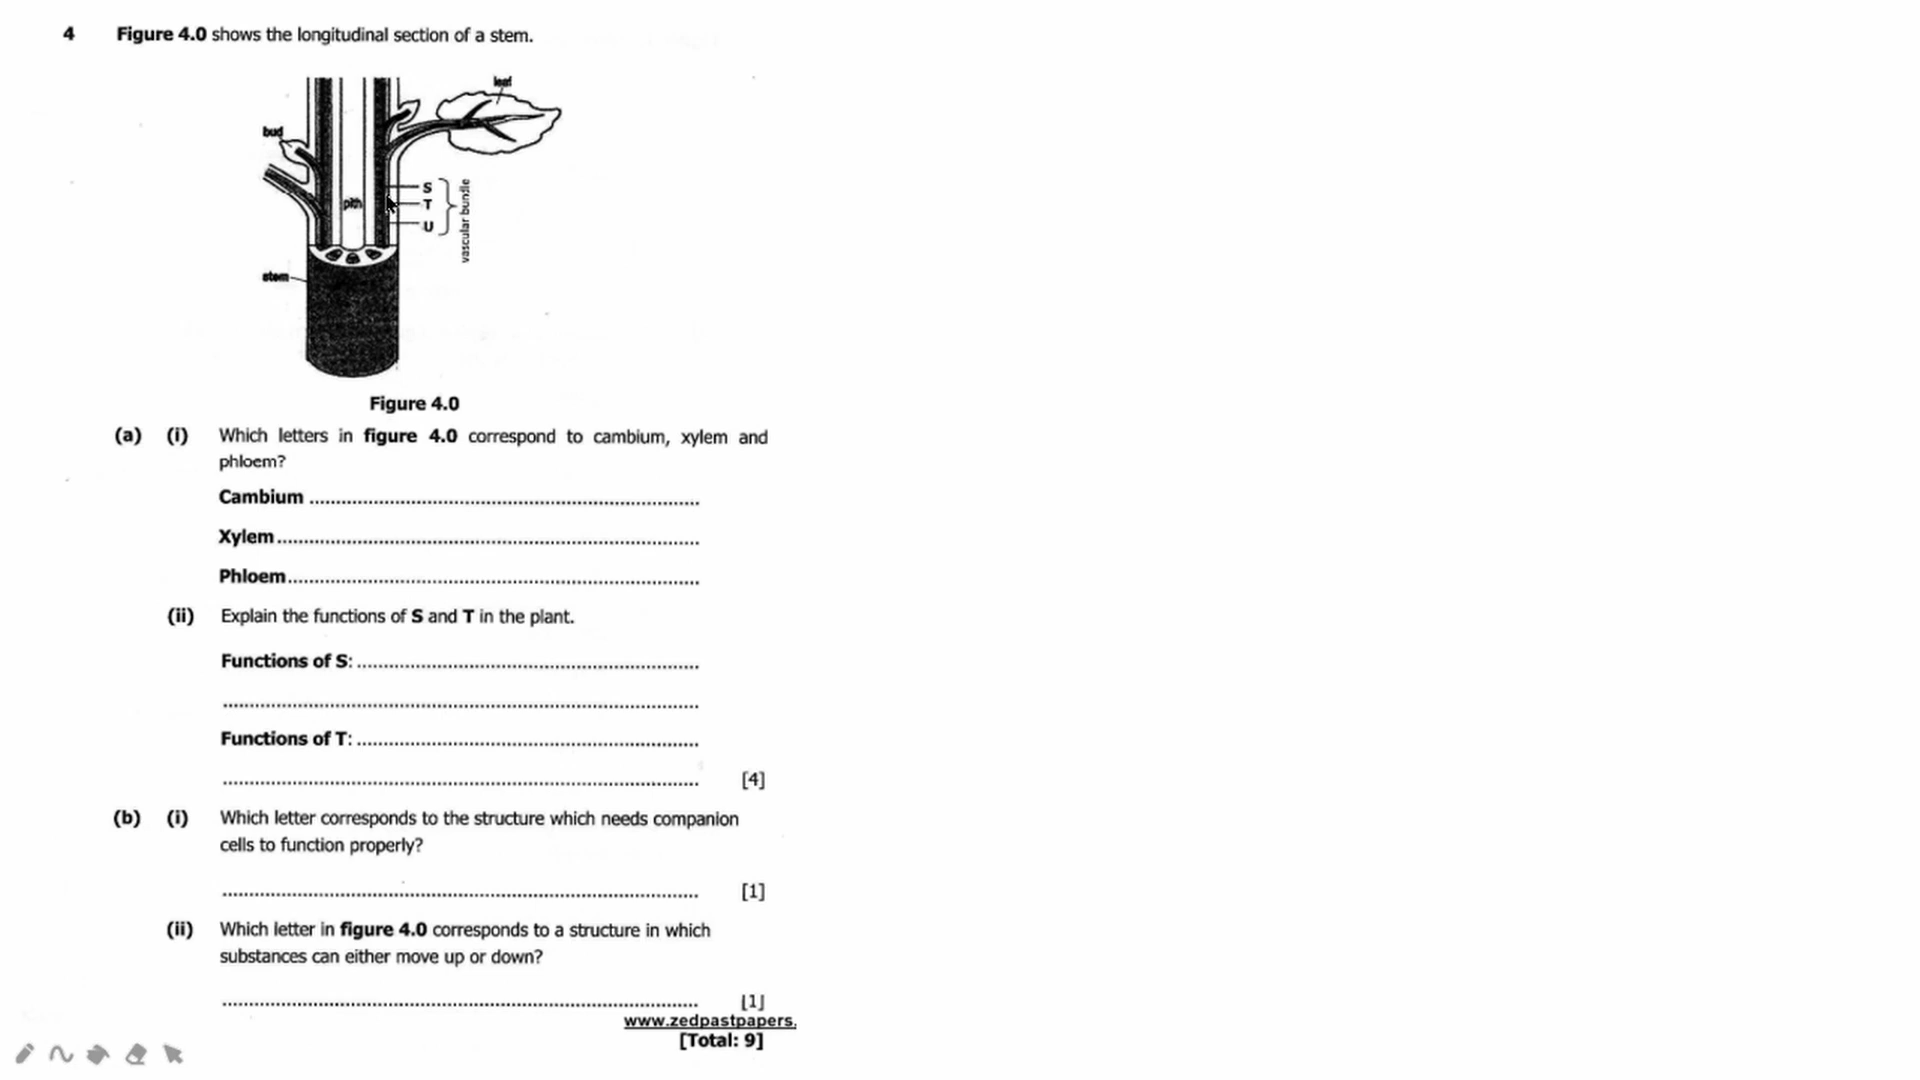 4 Figure 4.0 shows the longitudinal section of a stem.
leaf
bud
S
pith
T
U
vascular bundle
stem
Figure 4.0
(a) (i) Which letters in figure 4.0 correspond to cambium, xylem and
phloem?
Cambium ........................................................................
Xylem..............................................................................
Phloem............................................................................
(ii) Explain the functions of S and T in the plant.
Functions of S: ...............................................................
........................................................................................
Functions of T: ...............................................................
........................................................................................ [4]
(b) (i) Which letter corresponds to the structure which needs companion
cells to function properly?
........................................................................................ [1]
(ii) Which letter in figure 4.0 corresponds to a structure in which
substances can either move up or down?
........................................................................................ [1]
www.zedpastpapers.
[Total: 9]